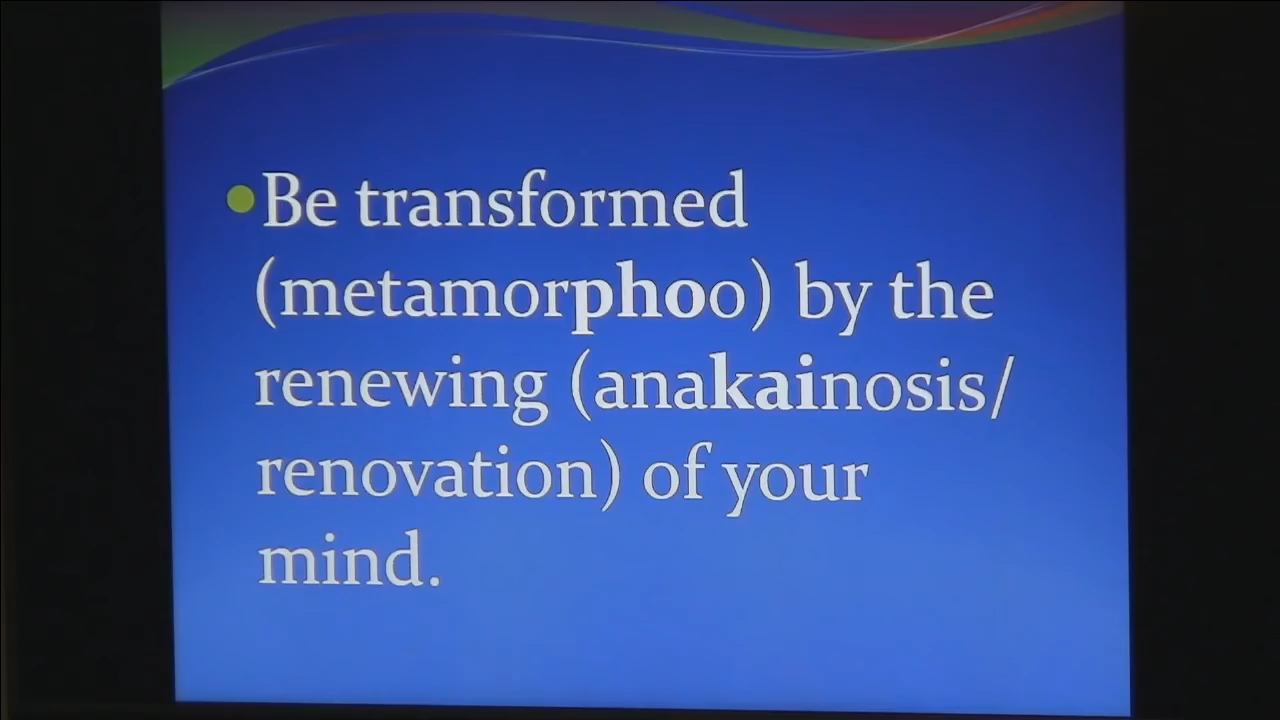 Be transformed
(metamorphoo) by the
renewing (anakainosis/
renovation) of your
mind.